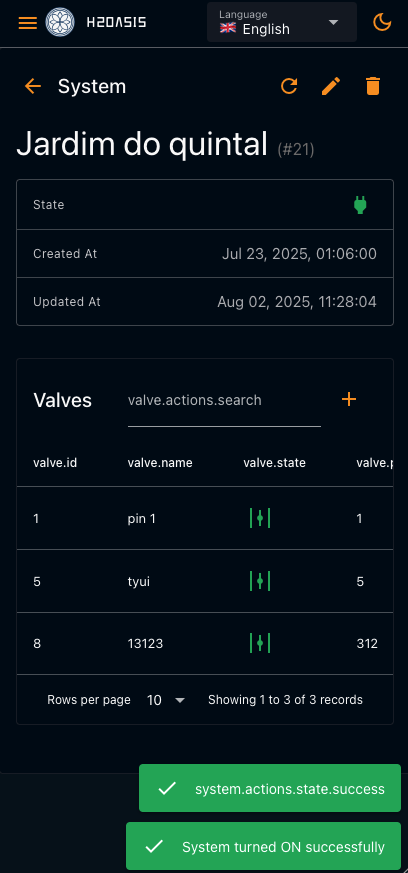 H2OASIS
Language
🇬🇧 English
System
Jardim do quintal (#21)
State
Created At Jul 23, 2025, 01:06:00
Updated At Aug 02, 2025, 11:28:04
Valves valve.actions.search
valve.id valve.name valve.state valve.p
1 pin 1 1
5 tyui 5
8 13123 312
Rows per page 10 Showing 1 to 3 of 3 records
system.actions.state.success
System turned ON successfully